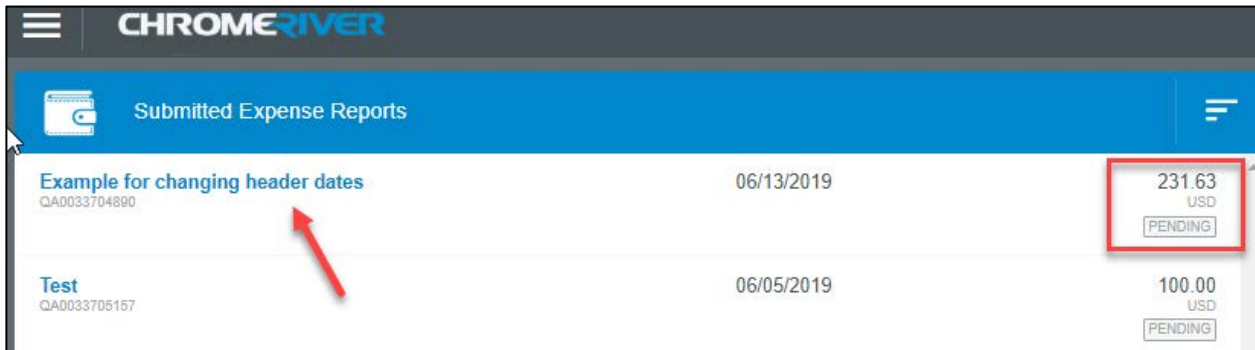 CHROMERIVER
Submitted Expense Reports
Example for changing header dates 06/13/2019 231.63
QA0033704890 USD
PENDING
Test 06/05/2019 100.00
QA0033705157 USD
PENDING